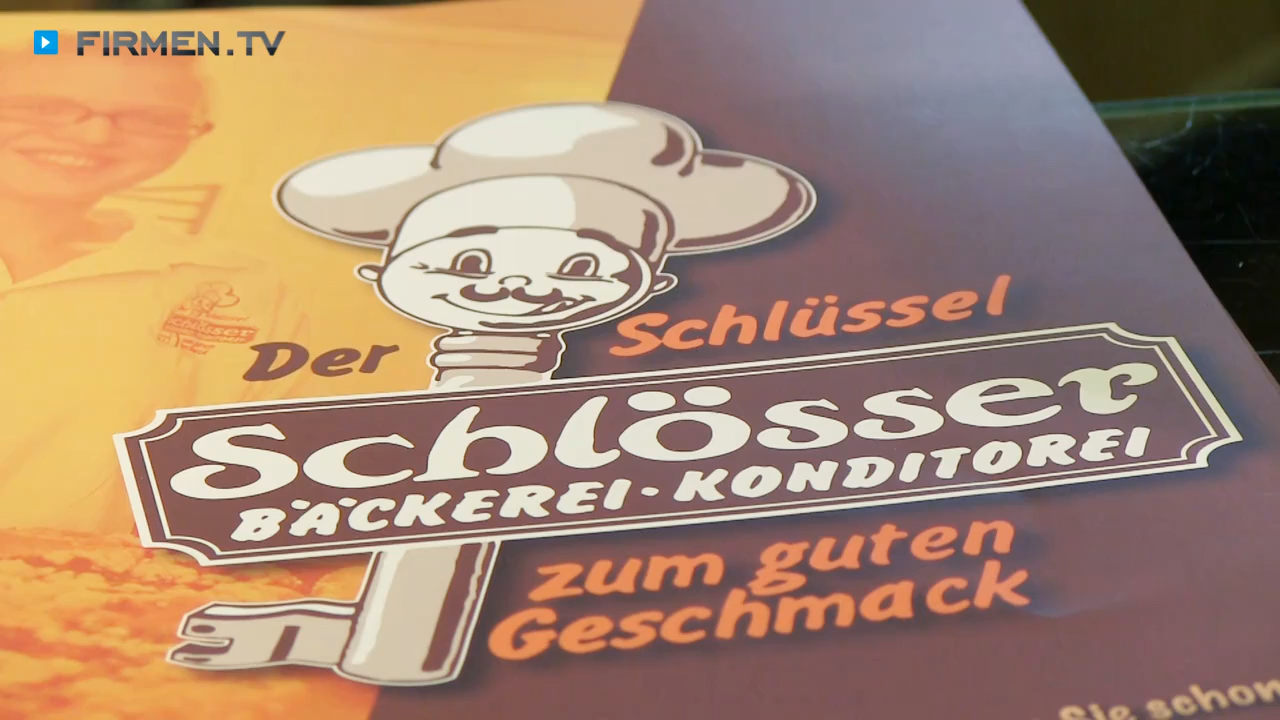 FIRMEN.TV
Der Schlüssel
Schlösser
BÄCKEREI · KONDITOREI
zum guten
Geschmack
Sie schon